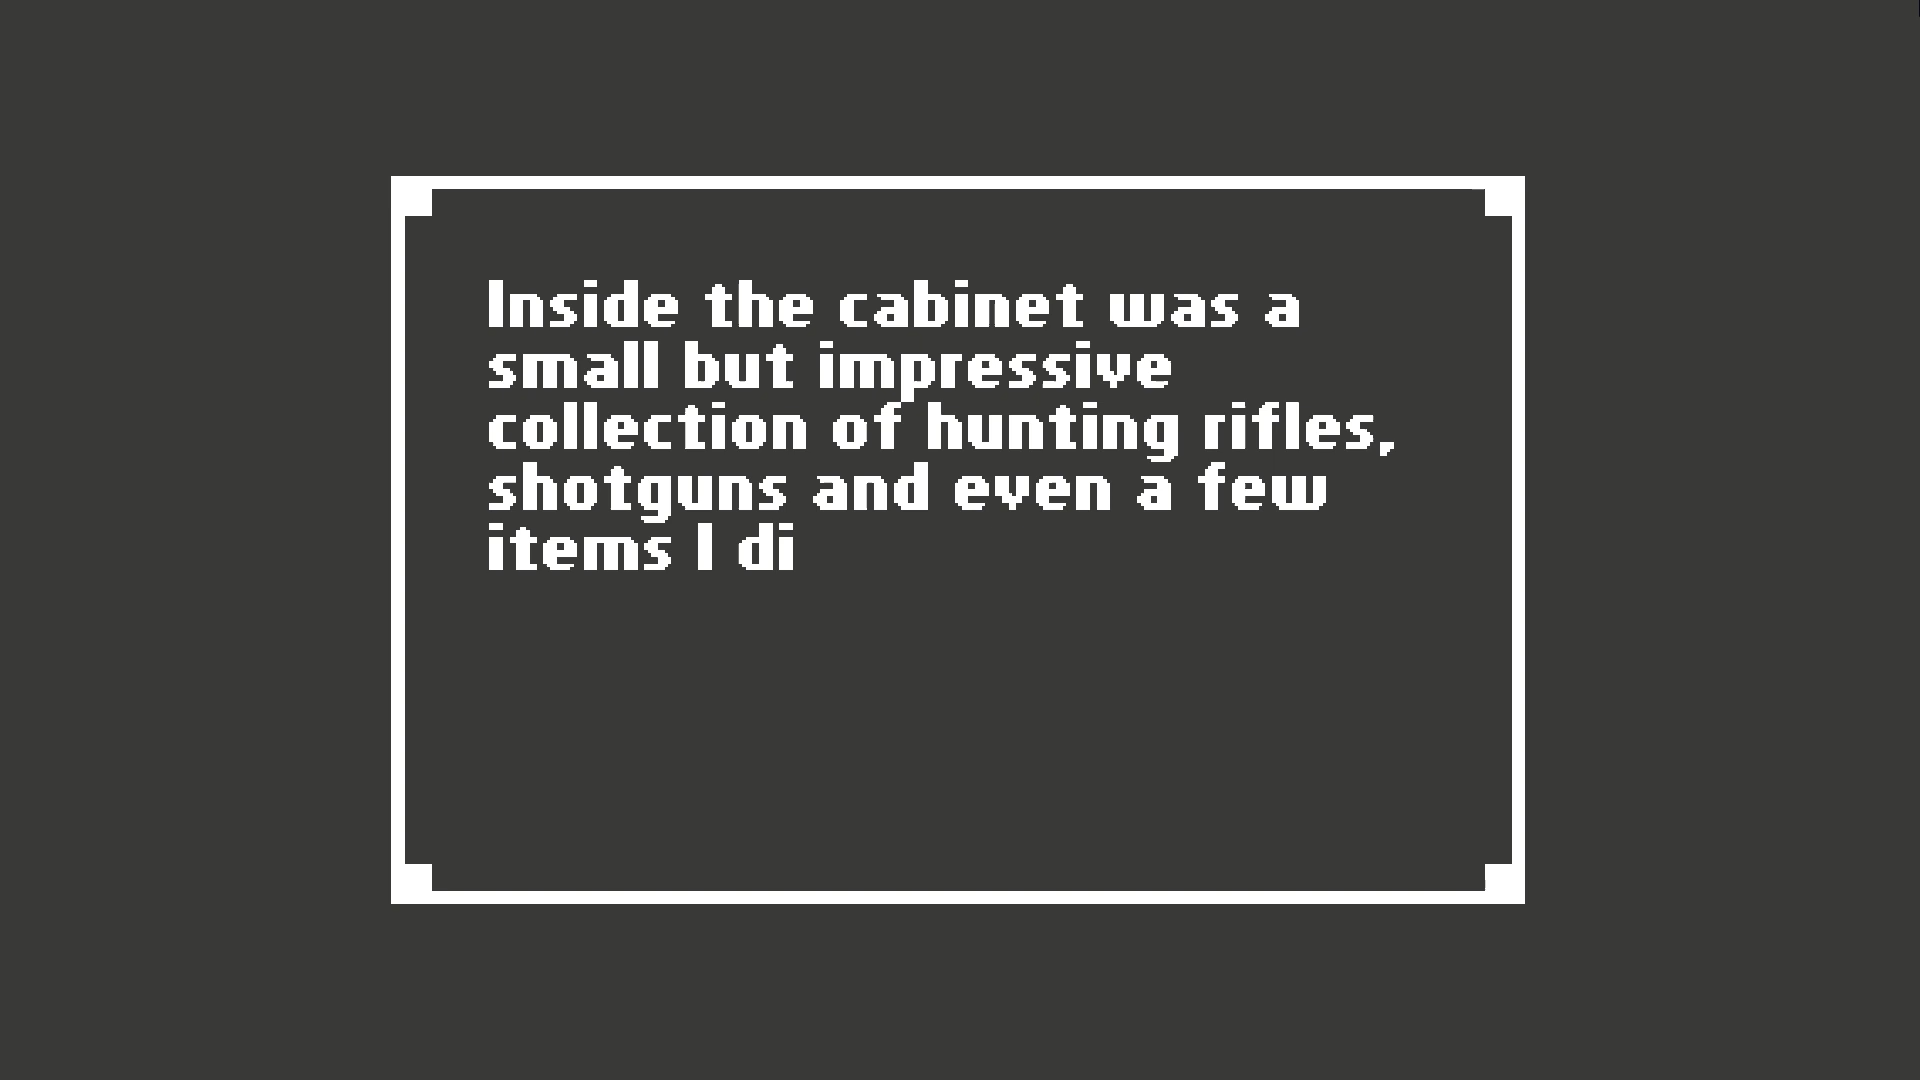 Inside the cabinet was a
small but impressive
collection of hunting rifles,
shotguns and even a few
items I di